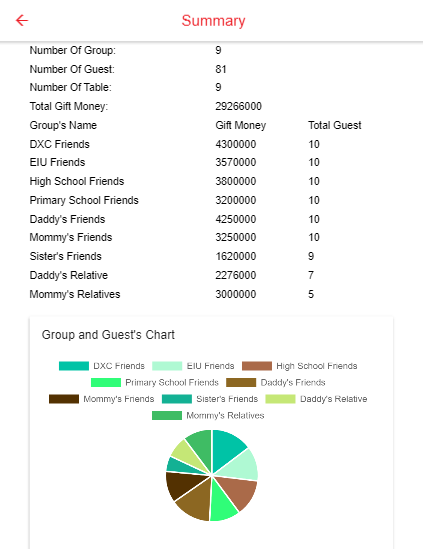 Summary
Number Of Group: 9
Number Of Guest: 81
Number Of Table: 9
Total Gift Money: 29266000
Group's Name Gift Money Total Guest
DXC Friends 4300000 10
EIU Friends 3570000 10
High School Friends 3800000 10
Primary School Friends 3200000 10
Daddy's Friends 4250000 10
Mommy's Friends 3250000 10
Sister's Friends 1620000 9
Daddy's Relative 2276000 7
Mommy's Relatives 3000000 5
Group and Guest's Chart
DXC Friends EIU Friends High School Friends
Primary School Friends Daddy's Friends
Mommy's Friends Sister's Friends Daddy's Relative
Mommy's Relatives